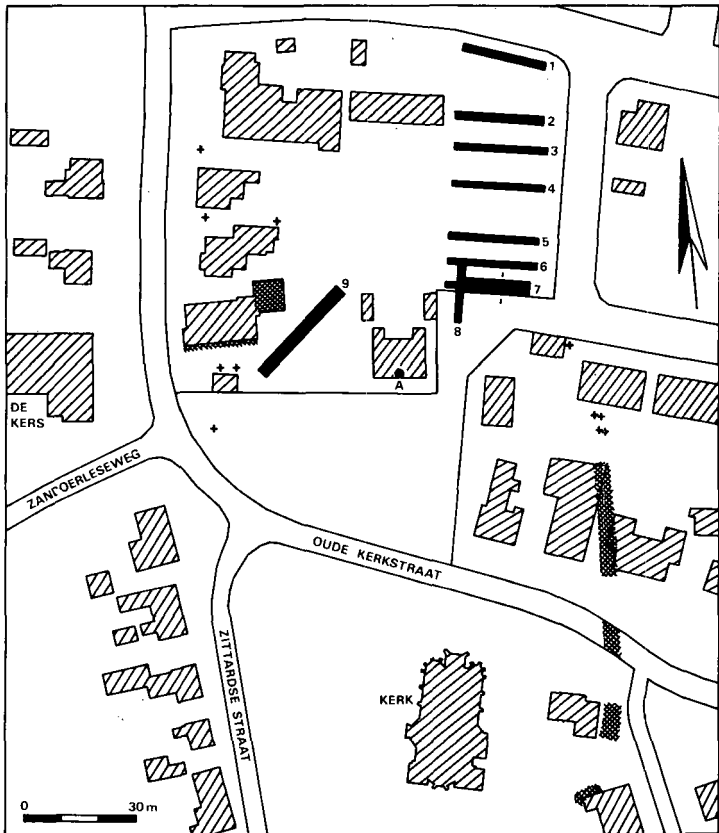 1
2
3
4
5
6
7
8
9
A
DE
KERS
ZANDOERLESEWEG
OUDE KERKSTRAAT
ZITTARDSE STRAAT
KERK
0 30 m